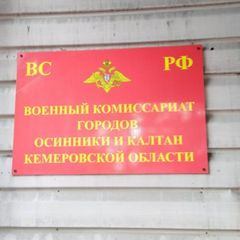 ВС РФ
ВОЕННЫЙ КОМИССАРИАТ
ГОРОДОВ
ОСИННИКИ И КАЛТАН
КЕМЕРОВСКОЙ ОБЛАСТИ